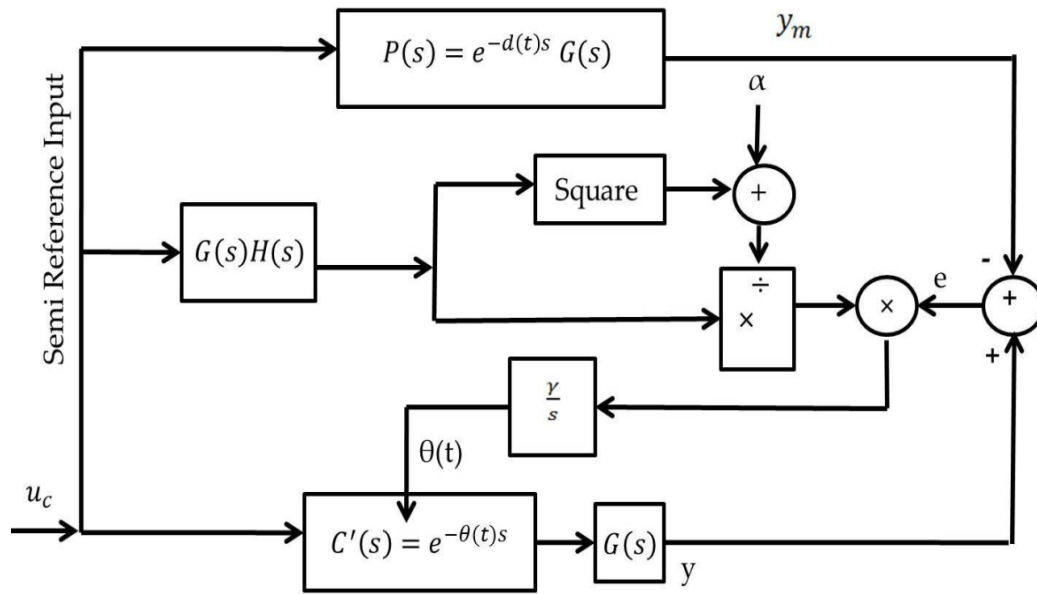 P(s) = e^{-d(t)s} G(s)
y_m
α
Semi Reference Input
Square
+
G(s)H(s)
÷
×
×
e
-
+
+
γ/s
θ(t)
u_c
C′(s) = e^{-θ(t)s}
G(s)
y